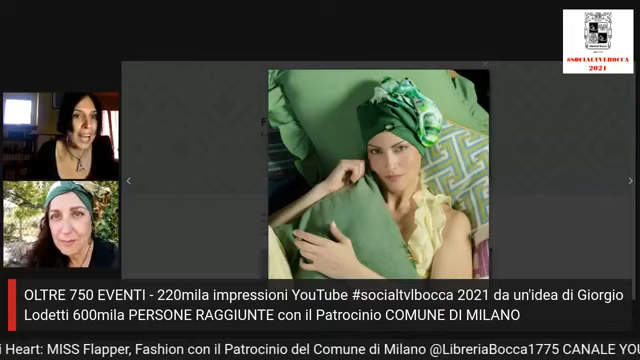 #SOCIALTVLBOCCA
2021
F
OLTRE 750 EVENTI - 220mila impressioni YouTube #socialtvlbocca 2021 da un'idea di Giorgio
Lodetti 600mila PERSONE RAGGIUNTE con il Patrocinio COMUNE DI MILANO
i Heart: MISS Flapper, Fashion con il Patrocinio del Comune di Milano @LibreriaBocca1775 CANALE YOU